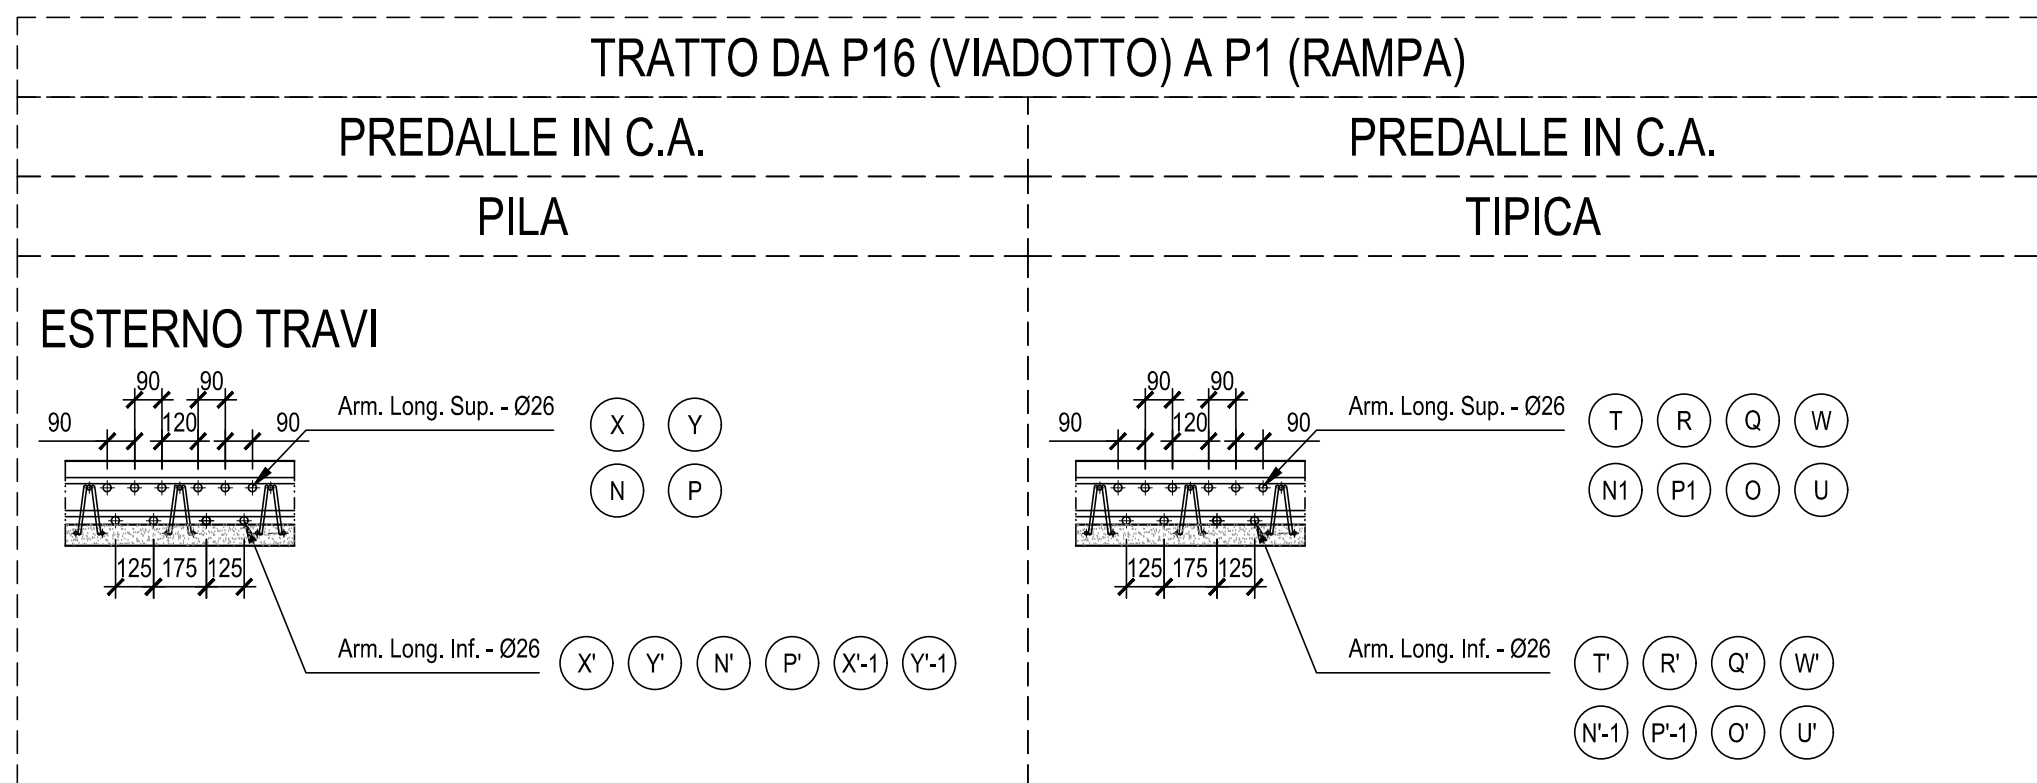 TRATTO DA P16 (VIADOTTO) A P1 (RAMPA)
PREDALLE IN C.A.
PREDALLE IN C.A.
PILA
TIPICA
ESTERNO TRAVI
90 90
90 120 90
Arm. Long. Sup. - Ø26
X Y
N P
125 175 125
Arm. Long. Inf. - Ø26
X' Y' N' P' X'-1 Y'-1
90 90
90 120 90
Arm. Long. Sup. - Ø26
T R Q W
N1 P1 O U
125 175 125
Arm. Long. Inf. - Ø26
T' R' Q' W'
N'-1 P'-1 O' U'